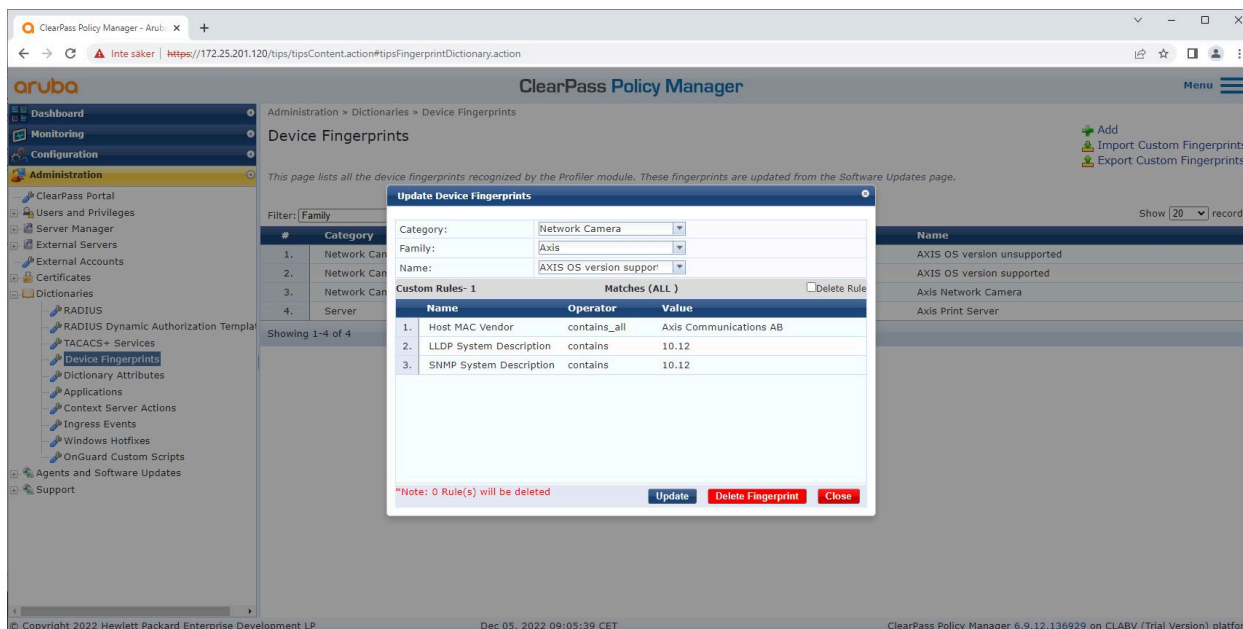 ClearPass Policy Manager - Arub
Inte säker | https://172.25.201.120/tips/tipsContent.action#tipsFingerprintDictionary.action
aruba
ClearPass Policy Manager
Menu
Dashboard
Monitoring
Configuration
Administration
ClearPass Portal
Users and Privileges
Server Manager
External Servers
External Accounts
Certificates
Dictionaries
RADIUS
RADIUS Dynamic Authorization Templa
TACACS+ Services
Device Fingerprints
Dictionary Attributes
Applications
Context Server Actions
Ingress Events
Windows Hotfixes
OnGuard Custom Scripts
Agents and Software Updates
Support
Administration » Dictionaries » Device Fingerprints
Device Fingerprints
Add
Import Custom Fingerprints
Export Custom Fingerprints
This page lists all the device fingerprints recognized by the Profiler module. These fingerprints are updated from the Software Updates page.
Filter: Family
Show 20 record
# Category Name
1. Network Can AXIS OS version unsupported
2. Network Can AXIS OS version supported
3. Network Can Axis Network Camera
4. Server Axis Print Server
Showing 1-4 of 4
Update Device Fingerprints
Category: Network Camera
Family: Axis
Name: AXIS OS version support
Custom Rules- 1 Matches (ALL ) Delete Rule
Name Operator Value
1. Host MAC Vendor contains_all Axis Communications AB
2. LLDP System Description contains 10.12
3. SNMP System Description contains 10.12
*Note: 0 Rule(s) will be deleted
Update Delete Fingerprint Close
© Copyright 2022 Hewlett Packard Enterprise Development LP Dec 05, 2022 09:05:39 CET ClearPass Policy Manager 6.9.12.136929 on CLABV (Trial Version) platfor